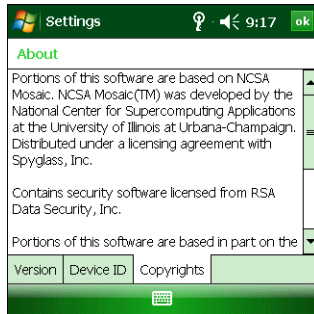 Settings 9:17 ok
About
Portions of this software are based on NCSA
Mosaic. NCSA Mosaic(TM) was developed by the
National Center for Supercomputing Applications
at the University of Illinois at Urbana-Champaign.
Distributed under a licensing agreement with
Spyglass, Inc.
Contains security software licensed from RSA
Data Security, Inc.
Portions of this software are based in part on the
Version Device ID Copyrights